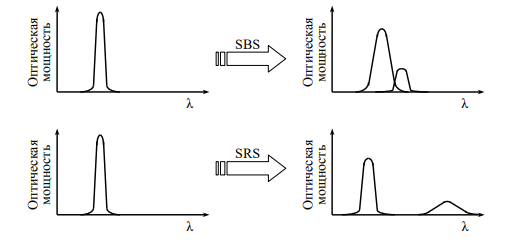 Оптическая
мощность
λ
SBS
Оптическая
мощность
λ
Оптическая
мощность
λ
SRS
Оптическая
мощность
λ